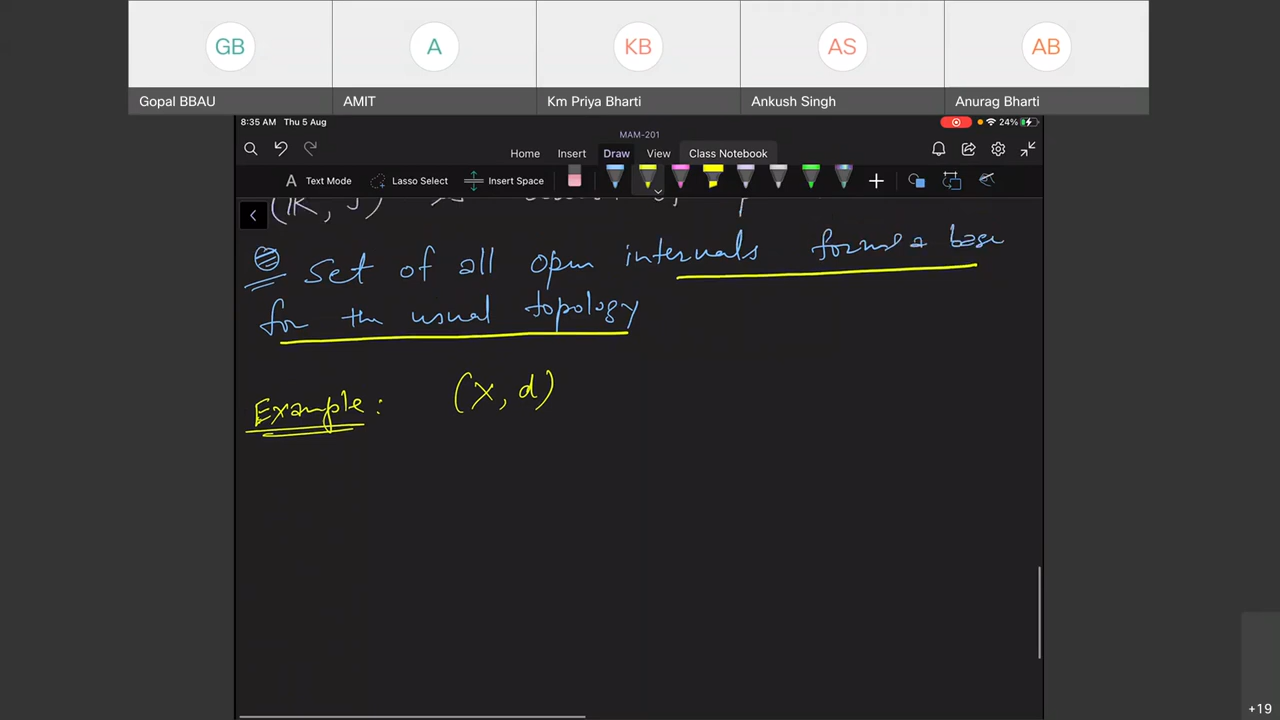 GB A KB AS AB
Gopal BBAU AMIT Km Priya Bharti Ankush Singh Anurag Bharti
8:35 AM Thu 5 Aug 24%
MAM-201
Home Insert Draw View Class Notebook
A Text Mode Lasso Select Insert Space
(IR, J)
Set of all open intervals forms a base
for the usual topology
Example: (X, d)
+19